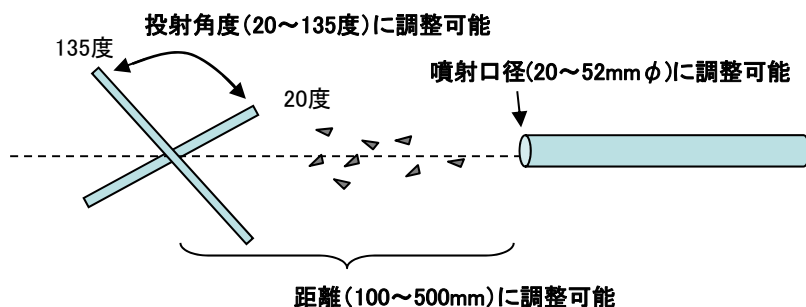 投射角度(20～135度)に調整可能
135度
噴射口径(20～52mmφ)に調整可能
20度
距離(100～500mm)に調整可能